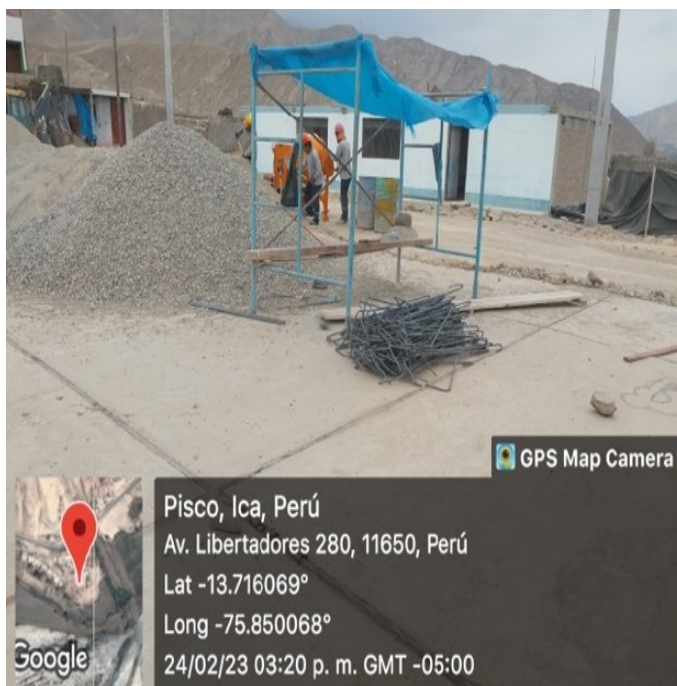 GPS Map Camera
Pisco, Ica, Perú
Av. Libertadores 280, 11650, Perú
Lat -13.716069°
Long -75.850068°
24/02/23 03:20 p. m. GMT -05:00
Google